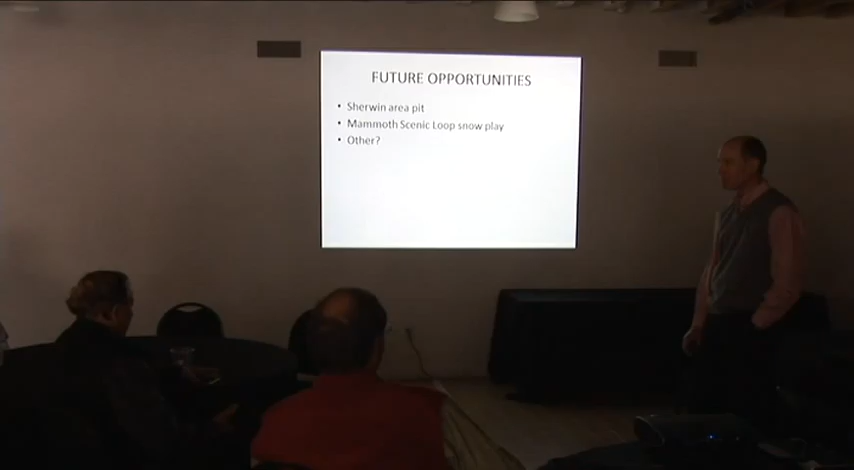 FUTURE OPPORTUNITIES
• Sherwin area pit
• Mammoth Scenic Loop snow play
• Other?